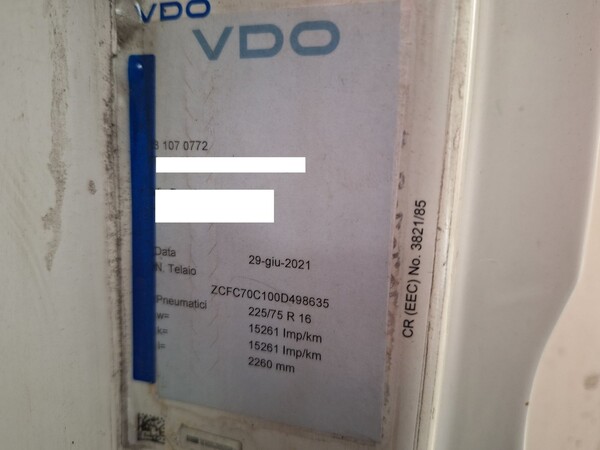 VDO
VDO
3 107 0772
Data 29-giu-2021
N. Telaio ZCFC70C100D498635
Pneumatici 225/75 R 16
w= 15261 Imp/km
k= 15261 Imp/km
l= 2260 mm
CR (EEC) No. 3821/85